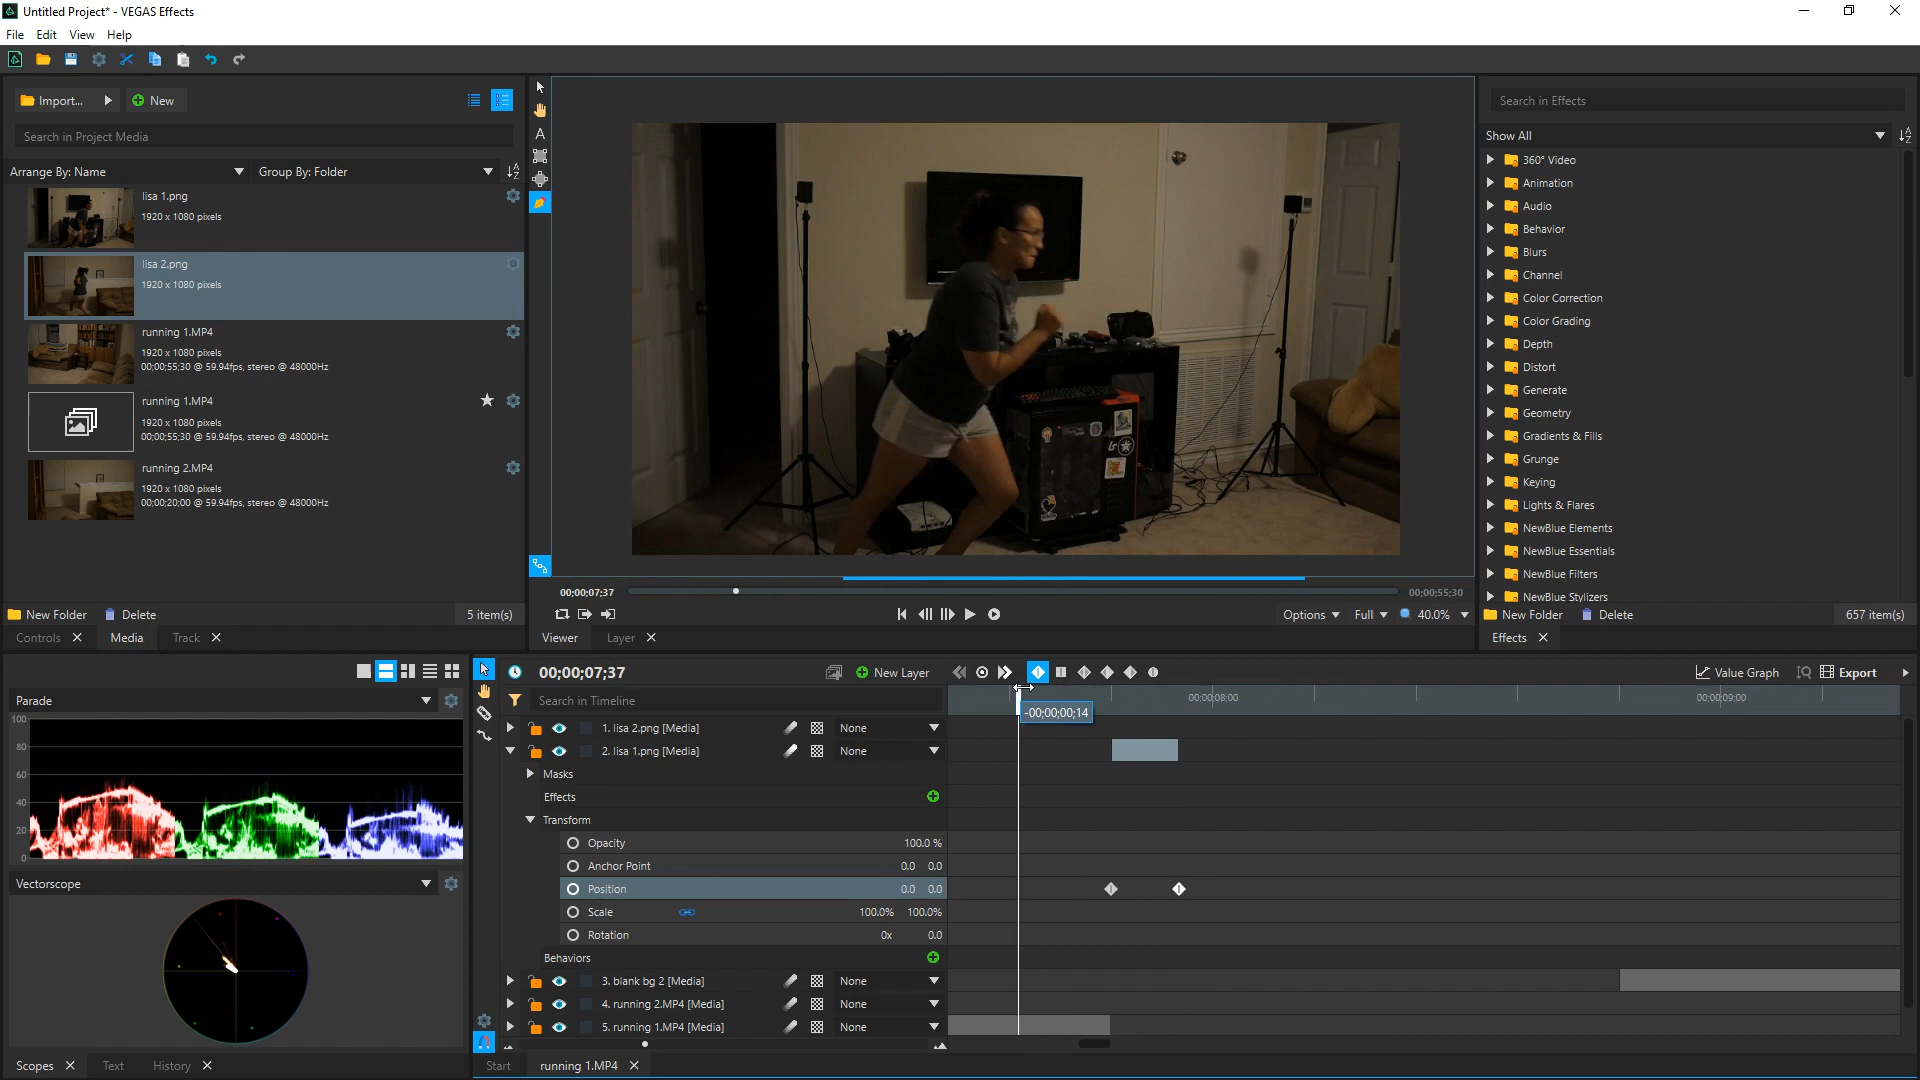 Untitled Project* - VEGAS Effects
File Edit View Help
Import... New
Search in Project Media
Arrange By: Name Group By: Folder
lisa 1.png
1920 x 1080 pixels
lisa 2.png
1920 x 1080 pixels
running 1.MP4
1920 x 1080 pixels
00;00;55;30 @ 59.94fps, stereo @ 48000Hz
running 1.MP4
1920 x 1080 pixels
00;00;55;30 @ 59.94fps, stereo @ 48000Hz
running 2.MP4
1920 x 1080 pixels
00;00;20;00 @ 59.94fps, stereo @ 48000Hz
New Folder Delete 5 item(s)
Controls Media Track
A
00;00;07;37 00;00;55;30
Options Full 40.0%
Viewer Layer
Search in Effects
Show All
360° Video
Animation
Audio
Behavior
Blurs
Channel
Color Correction
Color Grading
Depth
Distort
Generate
Geometry
Gradients & Fills
Grunge
Keying
Lights & Flares
NewBlue Elements
NewBlue Essentials
NewBlue Filters
NewBlue Stylizers
New Folder Delete 657 item(s)
Effects
Parade
100
80
60
40
20
0
Vectorscope
Scopes Text History
00;00;07;37 New Layer Value Graph Export
Search in Timeline
00;00;08;00 00;00;09;00
-00;00;00;14
1. lisa 2.png [Media] None
2. lisa 1.png [Media] None
Masks
Effects
Transform
Opacity 100.0 %
Anchor Point 0.0 0.0
Position 0.0 0.0
Scale 100.0% 100.0%
Rotation 0x 0.0
Behaviors
3. blank bg 2 [Media] None
4. running 2.MP4 [Media] None
5. running 1.MP4 [Media] None
Start running 1.MP4